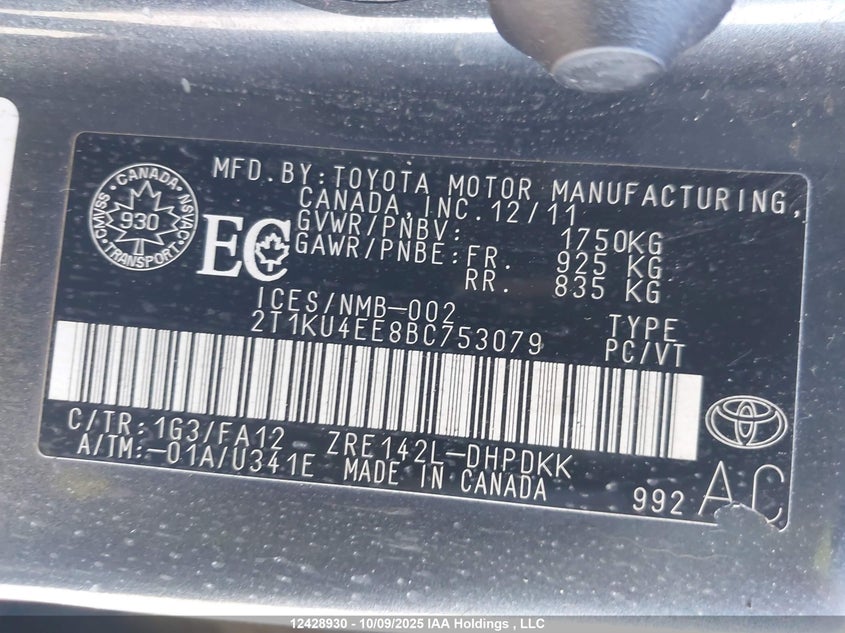 CANADA
CMVSS NSVAC
930
TRANSPORT
EC
MFD.BY:TOYOTA MOTOR MANUFACTURING,
CANADA,INC.12/11
GVWR/PNBV: 1750KG
GAWR/PNBE:FR. 925 KG
RR. 835 KG
ICES/NMB-002
2T1KU4EE8BC753079
TYPE
PC/VT
C/TR:1G3/FA12 ZRE142L-DHPDKK
A/TM:-01A/U341E MADE IN CANADA
992 AC
12428930 - 10/09/2025 IAA Holdings , LLC